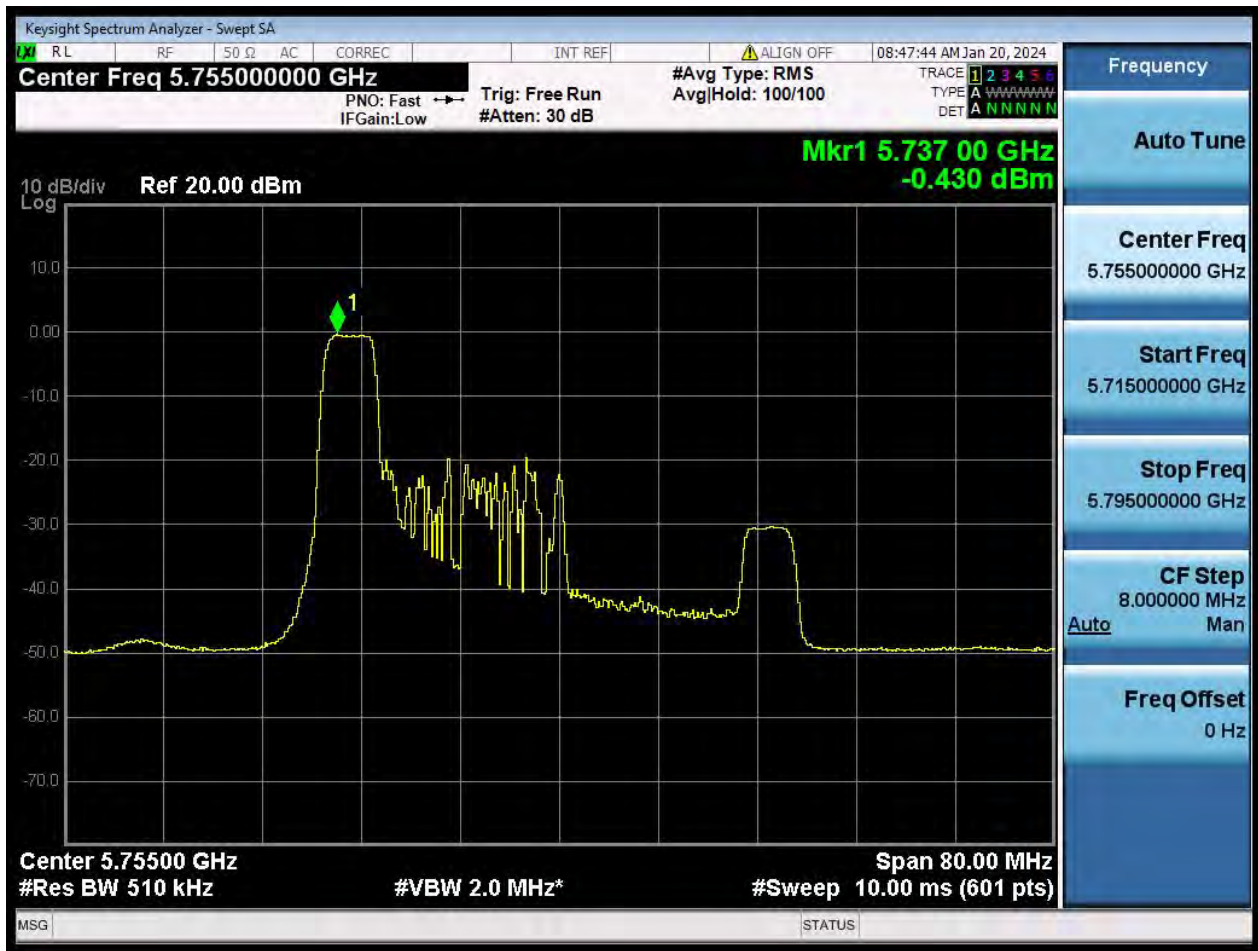 Keysight Spectrum Analyzer - Swept SA
LXI RL RF 50 Ω AC CORREC INT REF ALIGN OFF 08:47:44 AM Jan 20, 2024
Center Freq 5.755000000 GHz
PNO: Fast
IFGain:Low
Trig: Free Run
#Atten: 30 dB
#Avg Type: RMS
Avg|Hold: 100/100
TRACE 1 2 3 4 5 6
TYPE A WWWWW
DET A N N N N N
Mkr1 5.737 00 GHz
-0.430 dBm
10 dB/div Ref 20.00 dBm
Log
10.0
1
0.00
-10.0
-20.0
-30.0
-40.0
-50.0
-60.0
-70.0
Center 5.75500 GHz Span 80.00 MHz
#Res BW 510 kHz #VBW 2.0 MHz* #Sweep 10.00 ms (601 pts)
MSG STATUS
Frequency
Auto Tune
Center Freq
5.755000000 GHz
Start Freq
5.715000000 GHz
Stop Freq
5.795000000 GHz
CF Step
8.000000 MHz
Auto Man
Freq Offset
0 Hz